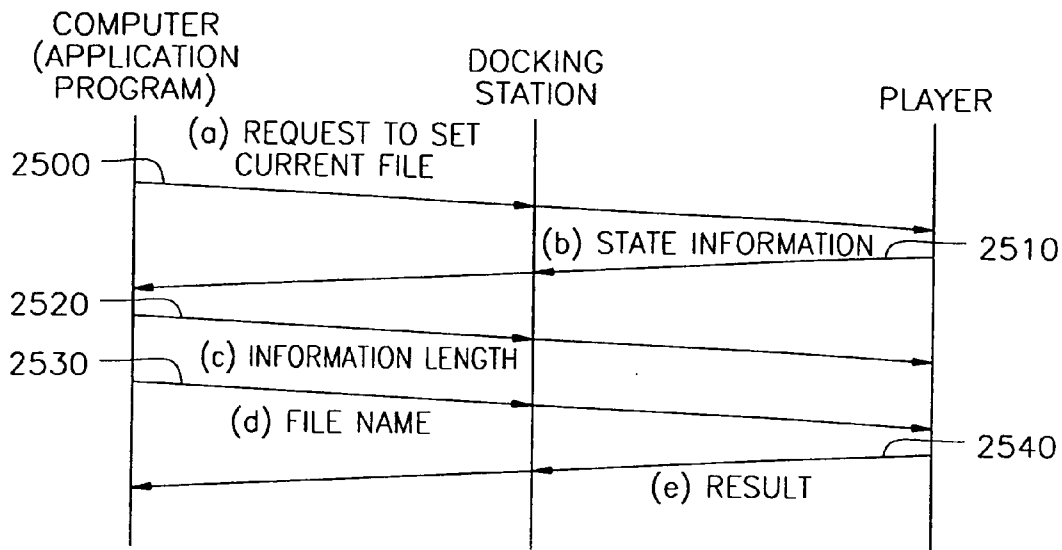 COMPUTER
(APPLICATION
PROGRAM)
DOCKING
STATION
PLAYER
(a) REQUEST TO SET
CURRENT FILE
2500
(b) STATE INFORMATION
2510
2520
(c) INFORMATION LENGTH
2530
(d) FILE NAME
2540
(e) RESULT